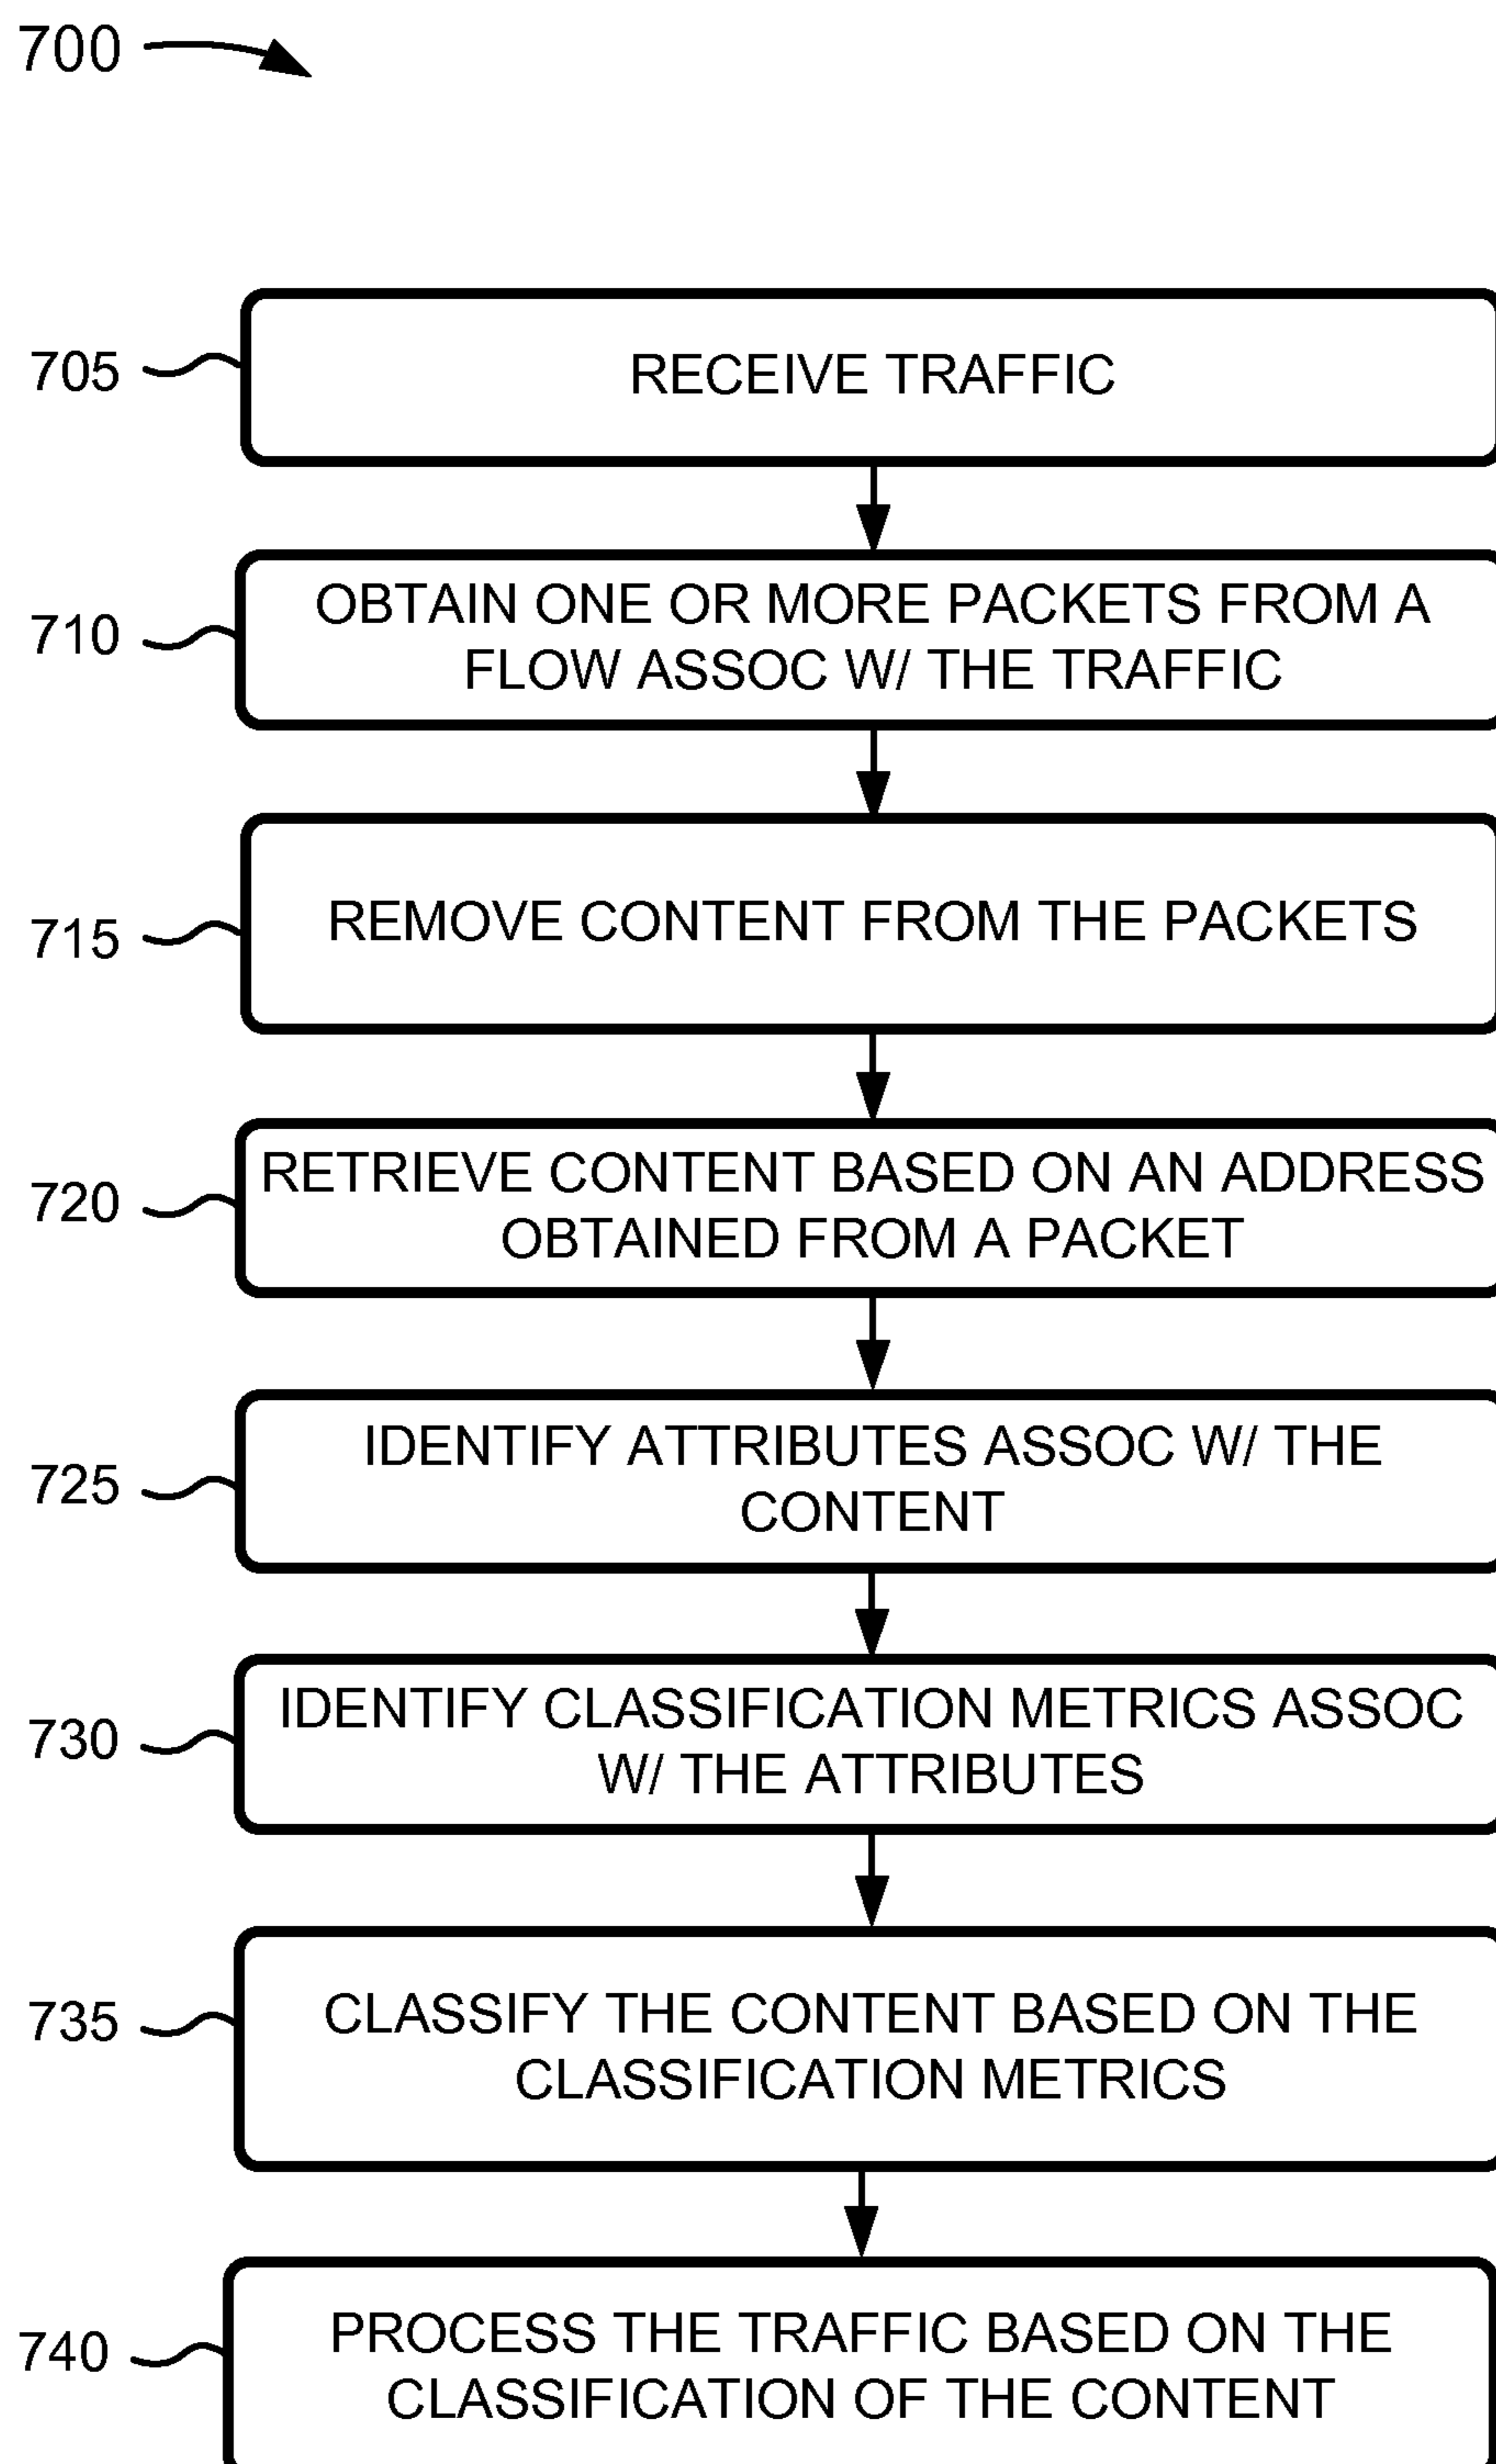 700
705
RECEIVE TRAFFIC
710
OBTAIN ONE OR MORE PACKETS FROM A
FLOW ASSOC W/ THE TRAFFIC
715
REMOVE CONTENT FROM THE PACKETS
720
RETRIEVE CONTENT BASED ON AN ADDRESS
OBTAINED FROM A PACKET
725
IDENTIFY ATTRIBUTES ASSOC W/ THE
CONTENT
730
IDENTIFY CLASSIFICATION METRICS ASSOC
W/ THE ATTRIBUTES
735
CLASSIFY THE CONTENT BASED ON THE
CLASSIFICATION METRICS
740
PROCESS THE TRAFFIC BASED ON THE
CLASSIFICATION OF THE CONTENT